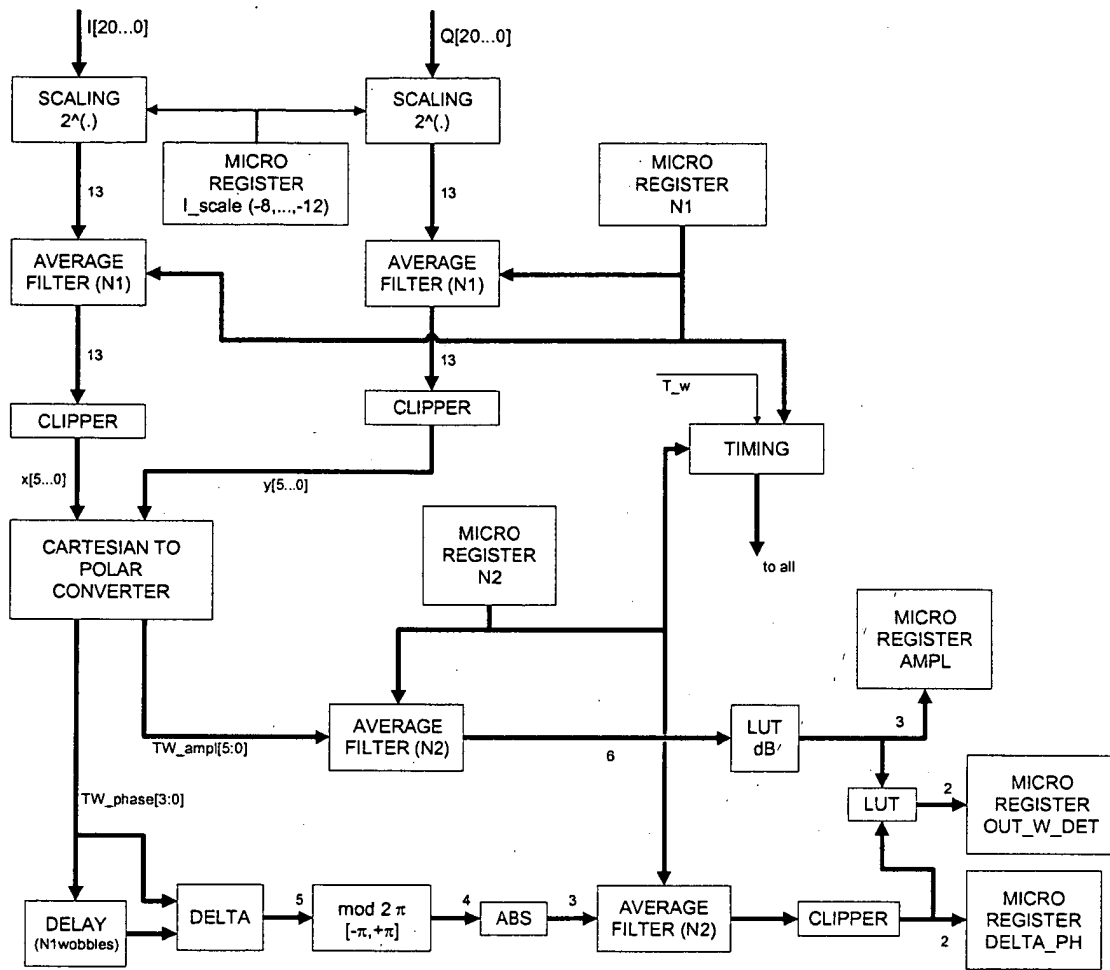 I[20...0]
Q[20...0]
SCALING
2^(.)
SCALING
2^(.)
MICRO
REGISTER
I_scale (-8,...,-12)
MICRO
REGISTER
N1
13
13
AVERAGE
FILTER (N1)
AVERAGE
FILTER (N1)
13
13
T_w
CLIPPER
CLIPPER
TIMING
x[5...0]
y[5...0]
CARTESIAN TO
POLAR
CONVERTER
MICRO
REGISTER
N2
to all
MICRO
REGISTER
AMPL
AVERAGE
FILTER (N2)
LUT
dB
TW_ampl[5:0]
6
3
TW_phase[3:0]
LUT
2
MICRO
REGISTER
OUT_W_DET
DELAY
(N1wobbles)
DELTA
5
mod 2 π
[-π,+π]
4
ABS
3
AVERAGE
FILTER (N2)
CLIPPER
2
MICRO
REGISTER
DELTA_PH